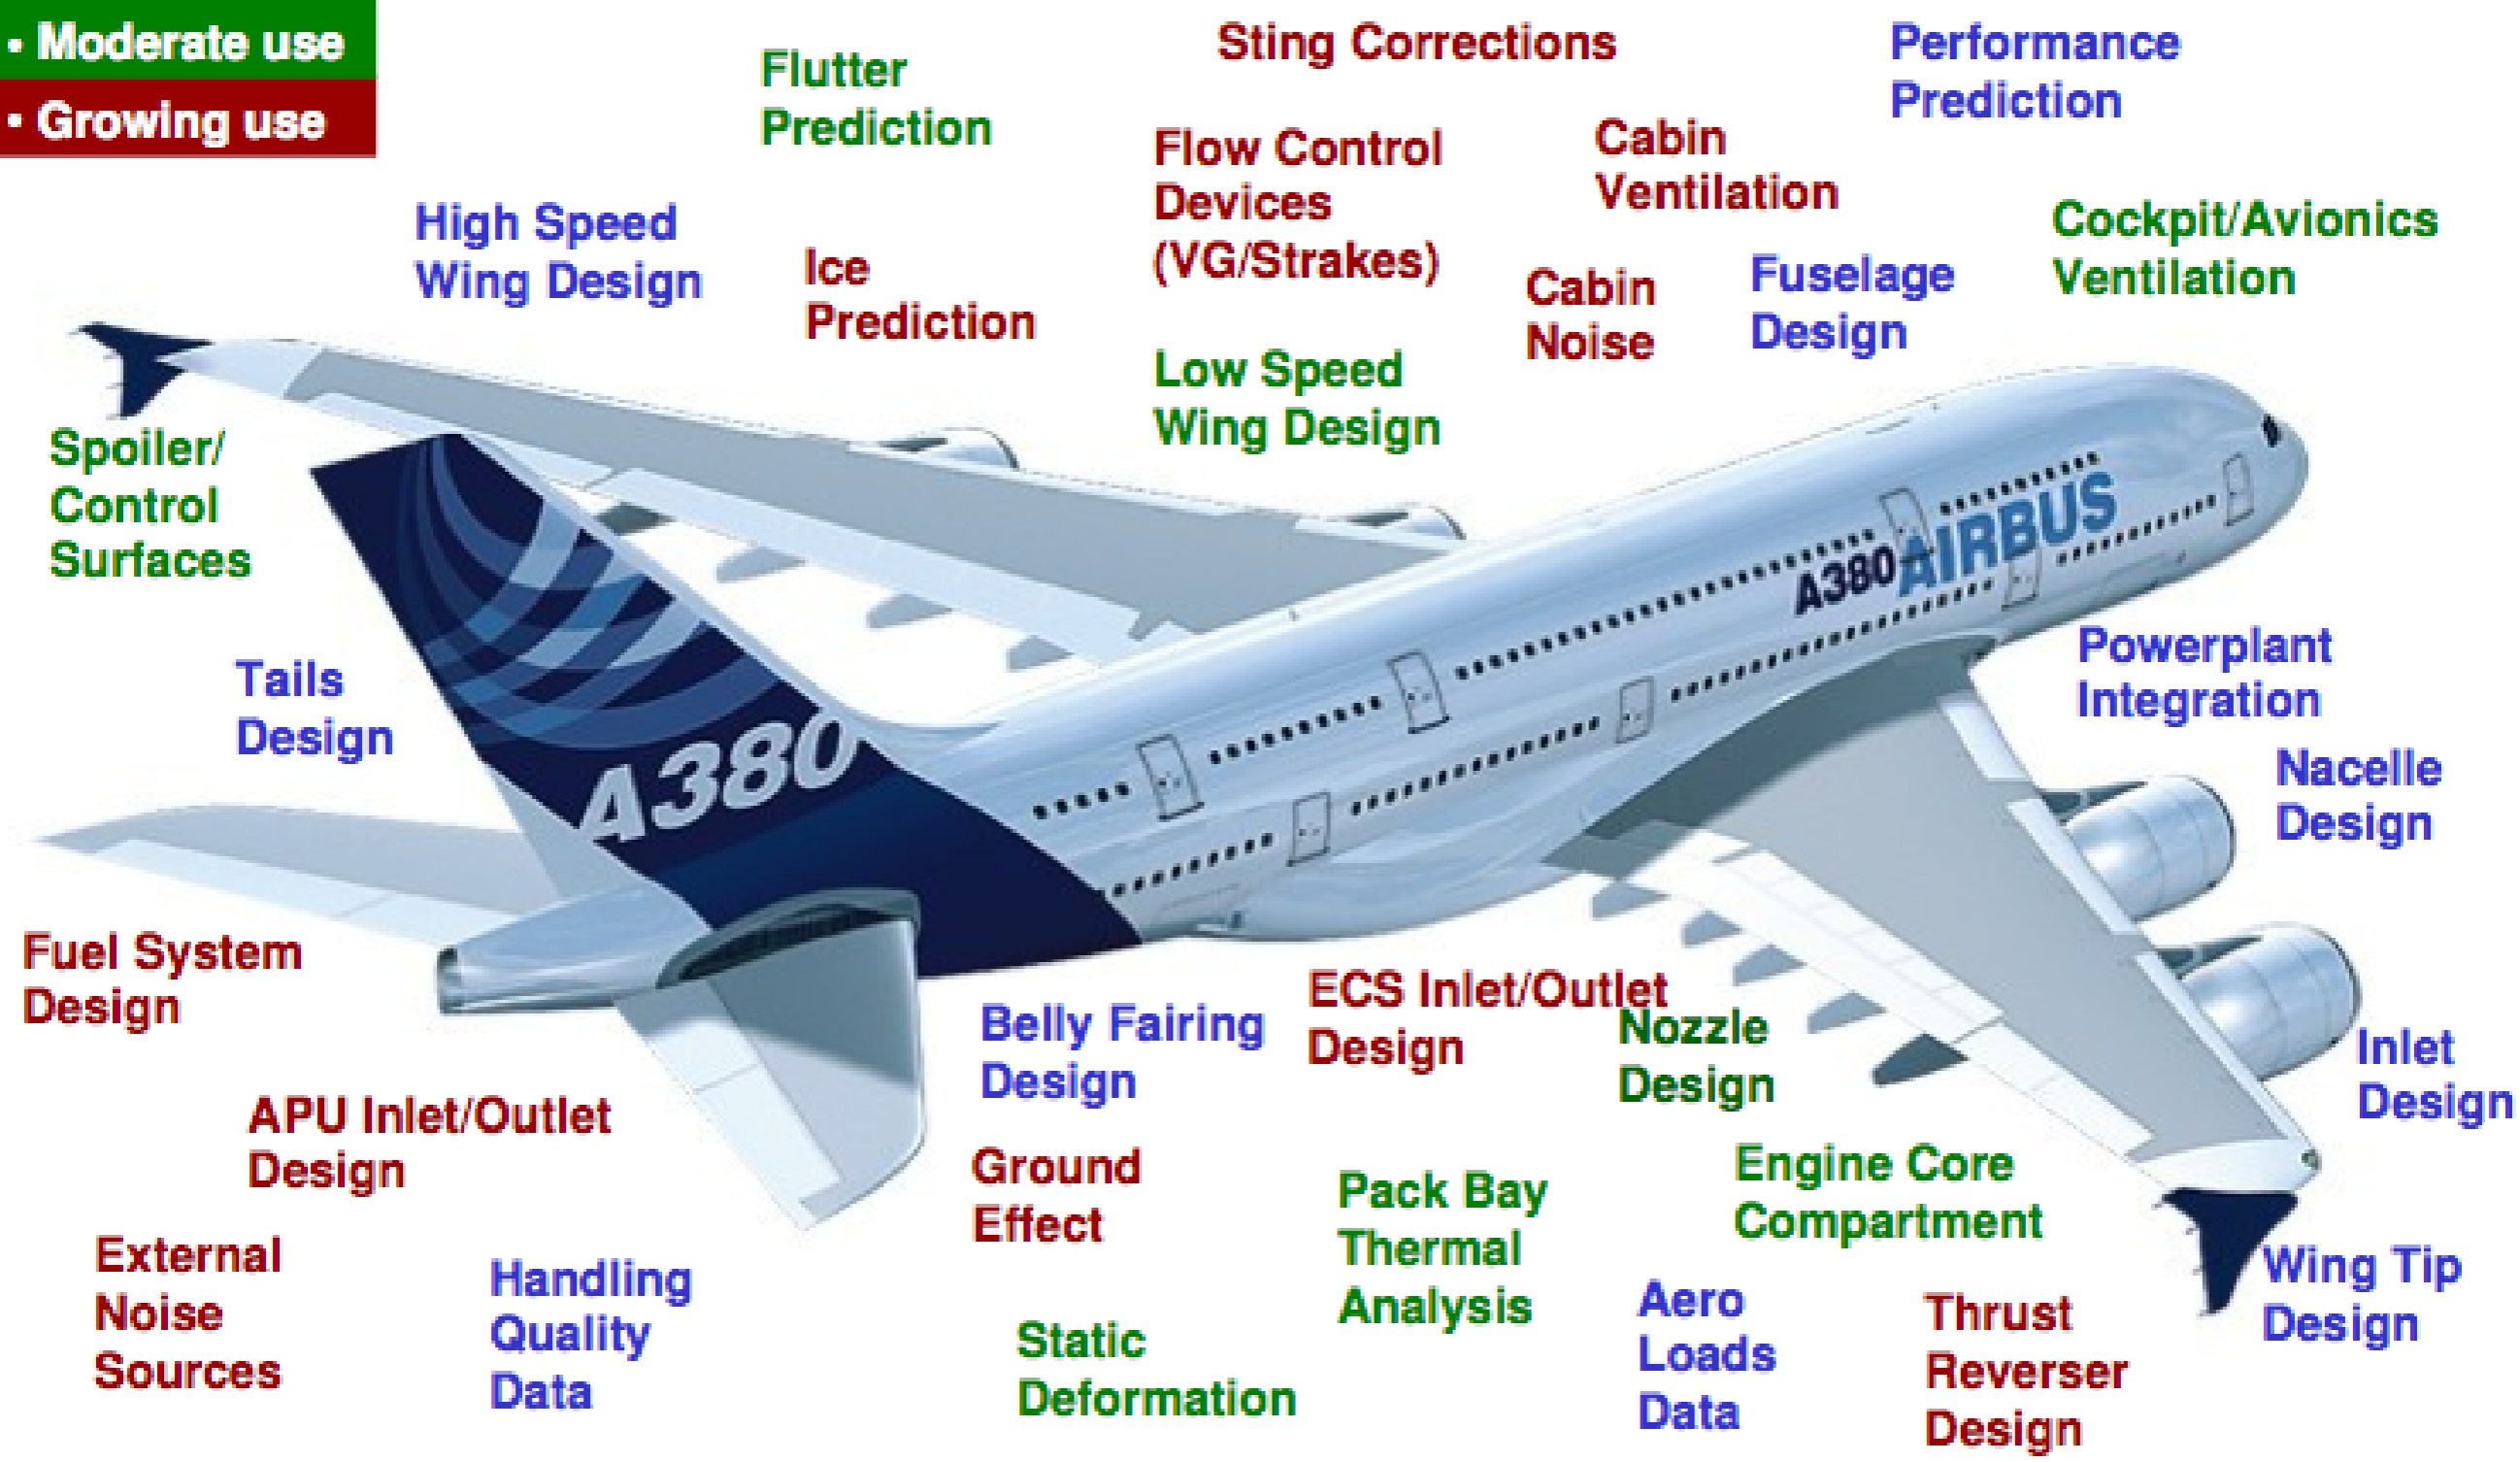 • Moderate use
• Growing use
Flutter
Prediction
Sting Corrections
Performance
Prediction
High Speed
Wing Design
Ice
Prediction
Flow Control
Devices
(VG/Strakes)
Cabin
Ventilation
Cockpit/Avionics
Ventilation
Cabin
Noise
Fuselage
Design
Low Speed
Wing Design
Spoiler/
Control
Surfaces
A380
AIRBUS
Tails
Design
A380
Powerplant
Integration
Nacelle
Design
Fuel System
Design
Belly Fairing
Design
ECS Inlet/Outlet
Design
Nozzle
Design
Inlet
Design
APU Inlet/Outlet
Design
Ground
Effect
Pack Bay
Thermal
Analysis
Engine Core
Compartment
External
Noise
Sources
Handling
Quality
Data
Static
Deformation
Aero
Loads
Data
Thrust
Reverser
Design
Wing Tip
Design